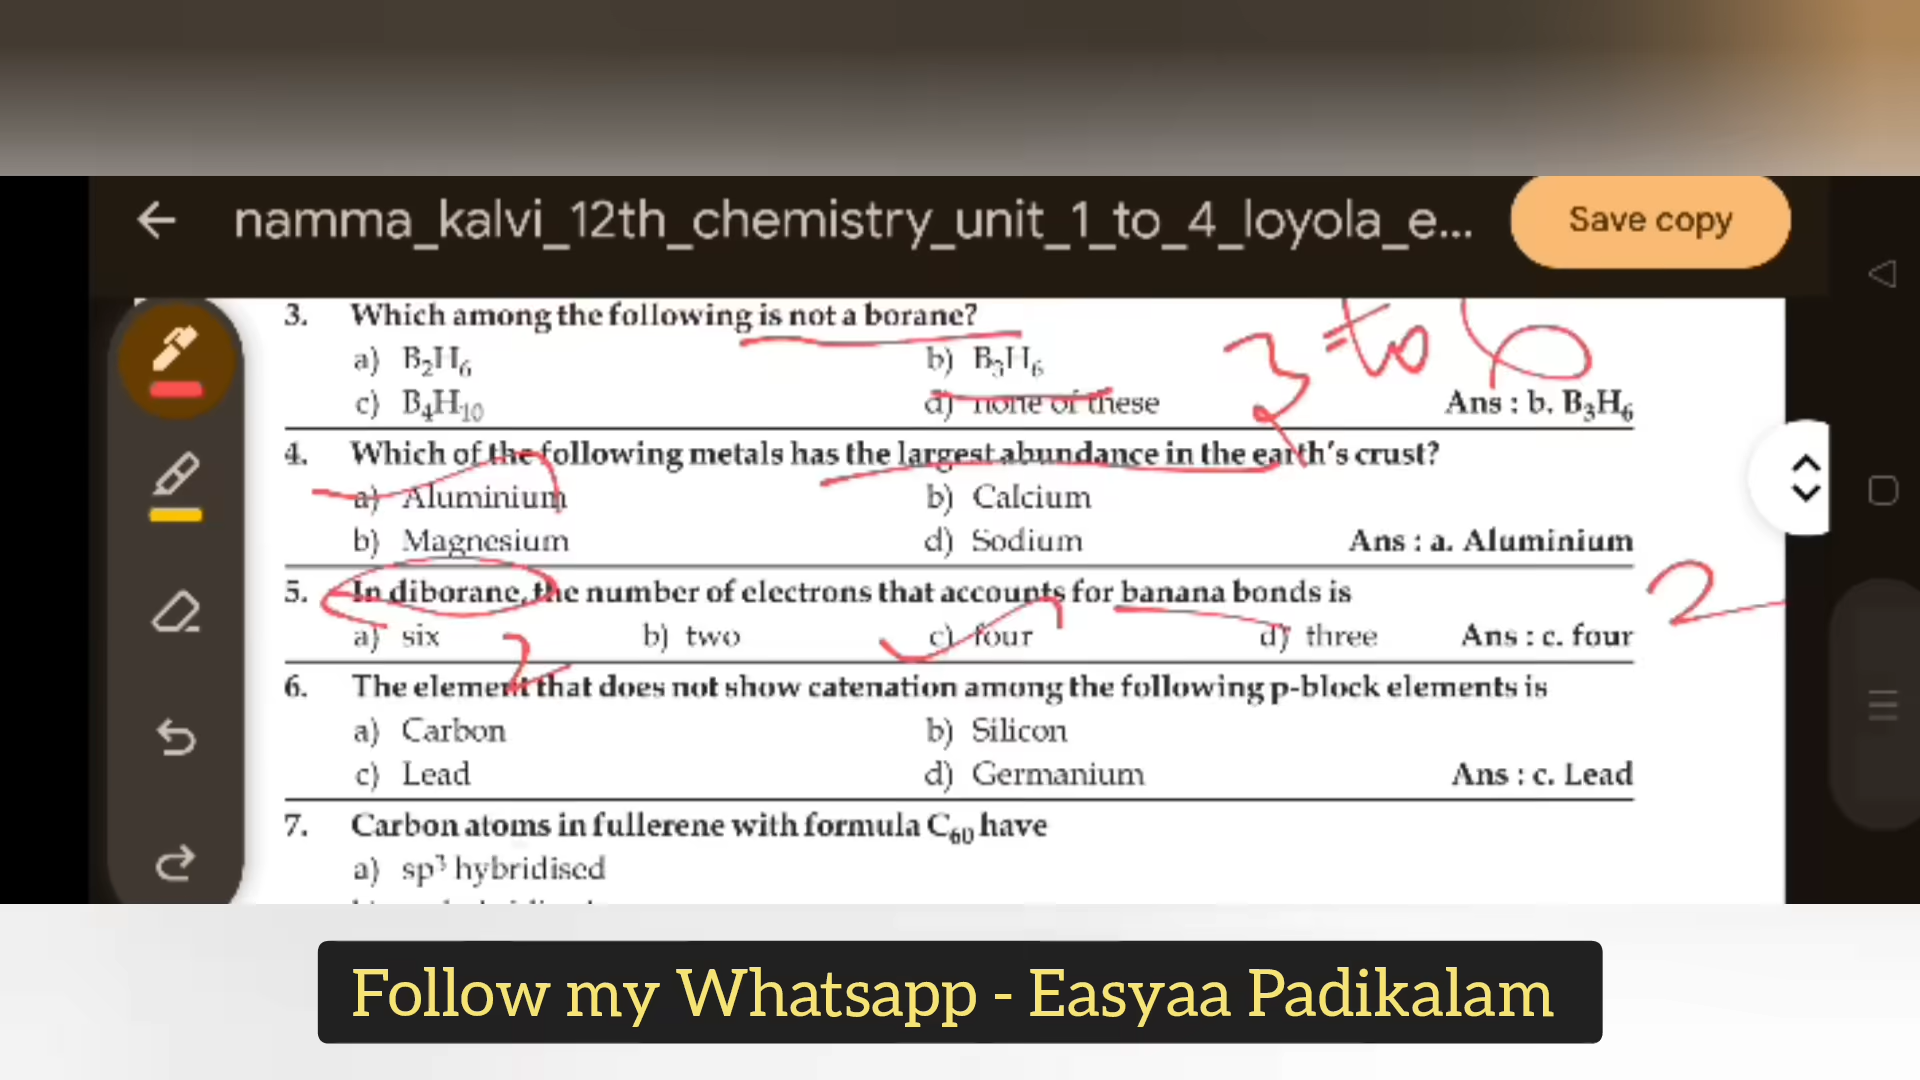 namma_kalvi_12th_chemistry_unit_1_to_4_loyola_e...
Save copy
3. Which among the following is not a borane?
a) B₂H₆ b) B₃H₆
c) B₄H₁₀ d) none of these Ans : b. B₃H₆
3 to 6
4. Which of the following metals has the largest abundance in the earth's crust?
a) Aluminium b) Calcium
b) Magnesium d) Sodium Ans : a. Aluminium
5. In diborane, the number of electrons that accounts for banana bonds is
2
a) six b) two c) four d) three Ans : c. four
2
6. The element that does not show catenation among the following p-block elements is
a) Carbon b) Silicon
c) Lead d) Germanium Ans : c. Lead
7. Carbon atoms in fullerene with formula C₆₀ have
a) sp³ hybridised
Follow my Whatsapp - Easyaa Padikalam